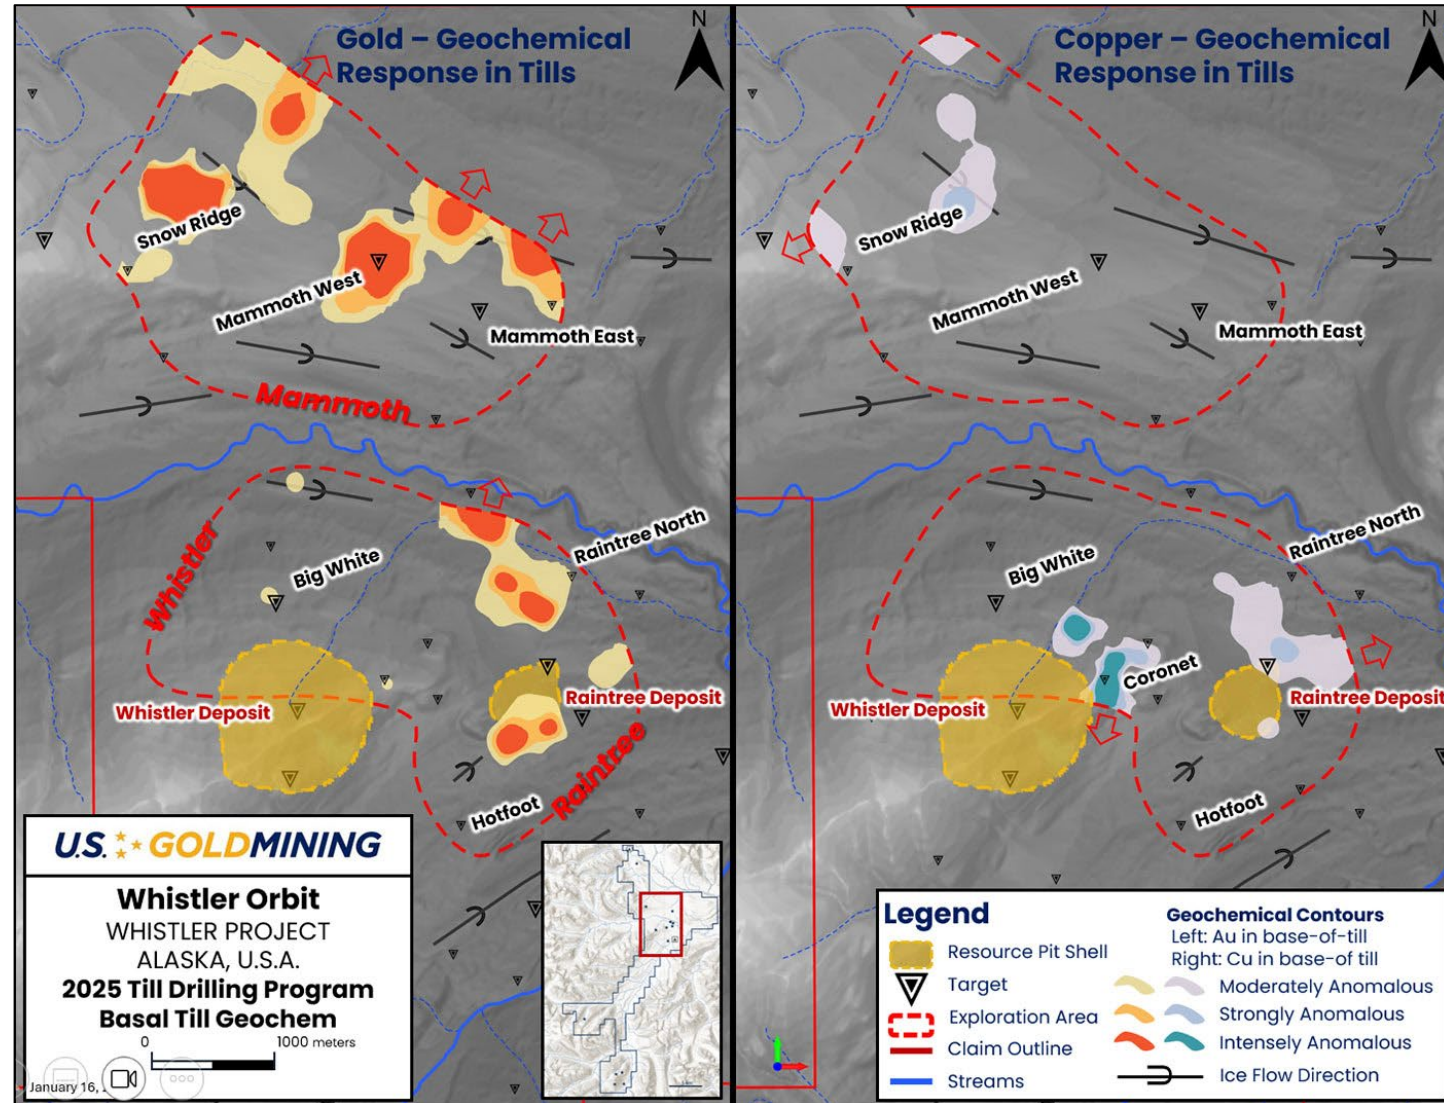 Gold – Geochemical
Response in Tills
N
Snow Ridge
Mammoth West
Mammoth East
Mammoth
Whistler
Big White
Raintree North
Whistler Deposit
Raintree Deposit
Raintree
Hotfoot
U.S. GOLDMINING
Whistler Orbit
WHISTLER PROJECT
ALASKA, U.S.A.
2025 Till Drilling Program
Basal Till Geochem
0 1000 meters
January 16,
Copper – Geochemical
Response in Tills
N
Snow Ridge
Mammoth West
Mammoth East
Big White
Raintree North
Coronet
Whistler Deposit
Raintree Deposit
Hotfoot
Legend
Resource Pit Shell
Target
Exploration Area
Claim Outline
Streams
Geochemical Contours
Left: Au in base-of-till
Right: Cu in base-of till
Moderately Anomalous
Strongly Anomalous
Intensely Anomalous
Ice Flow Direction